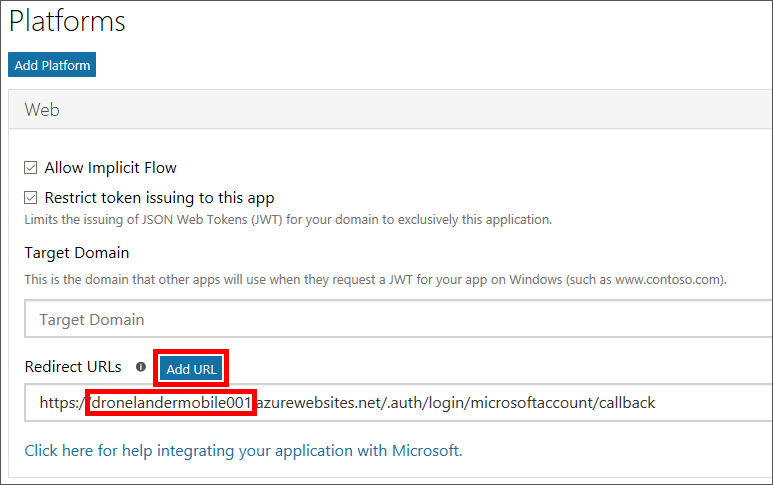 Platforms
Add Platform
Web
Allow Implicit Flow
Restrict token issuing to this app
Limits the issuing of JSON Web Tokens (JWT) for your domain to exclusively this application.
Target Domain
This is the domain that other apps will use when they request a JWT for your app on Windows (such as www.contoso.com).
Target Domain
Redirect URLs Add URL
https://dronelandermobile001.azurewebsites.net/.auth/login/microsoftaccount/callback
Click here for help integrating your application with Microsoft.